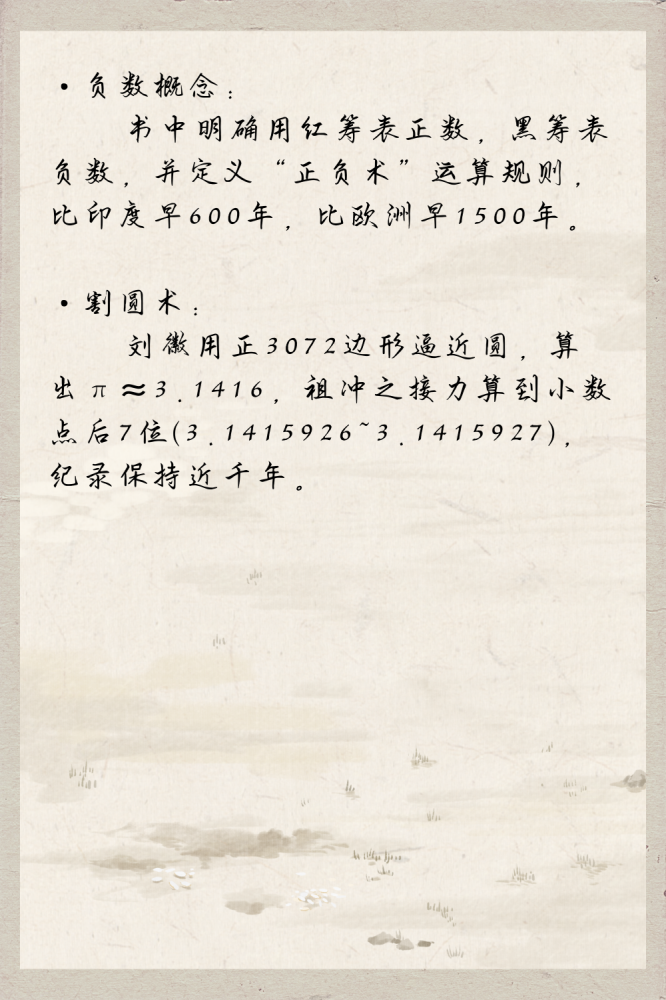 ·负数概念：
书中明确用红筹表正数，黑筹表
负数，并定义“正负术”运算规则，
比印度早600年，比欧洲早1500年。
·割圆术：
刘徽用正3072边形逼近圆，算
出π≈3.1416，祖冲之接力算到小数
点后7位(3.1415926~3.1415927)，
纪录保持近千年。